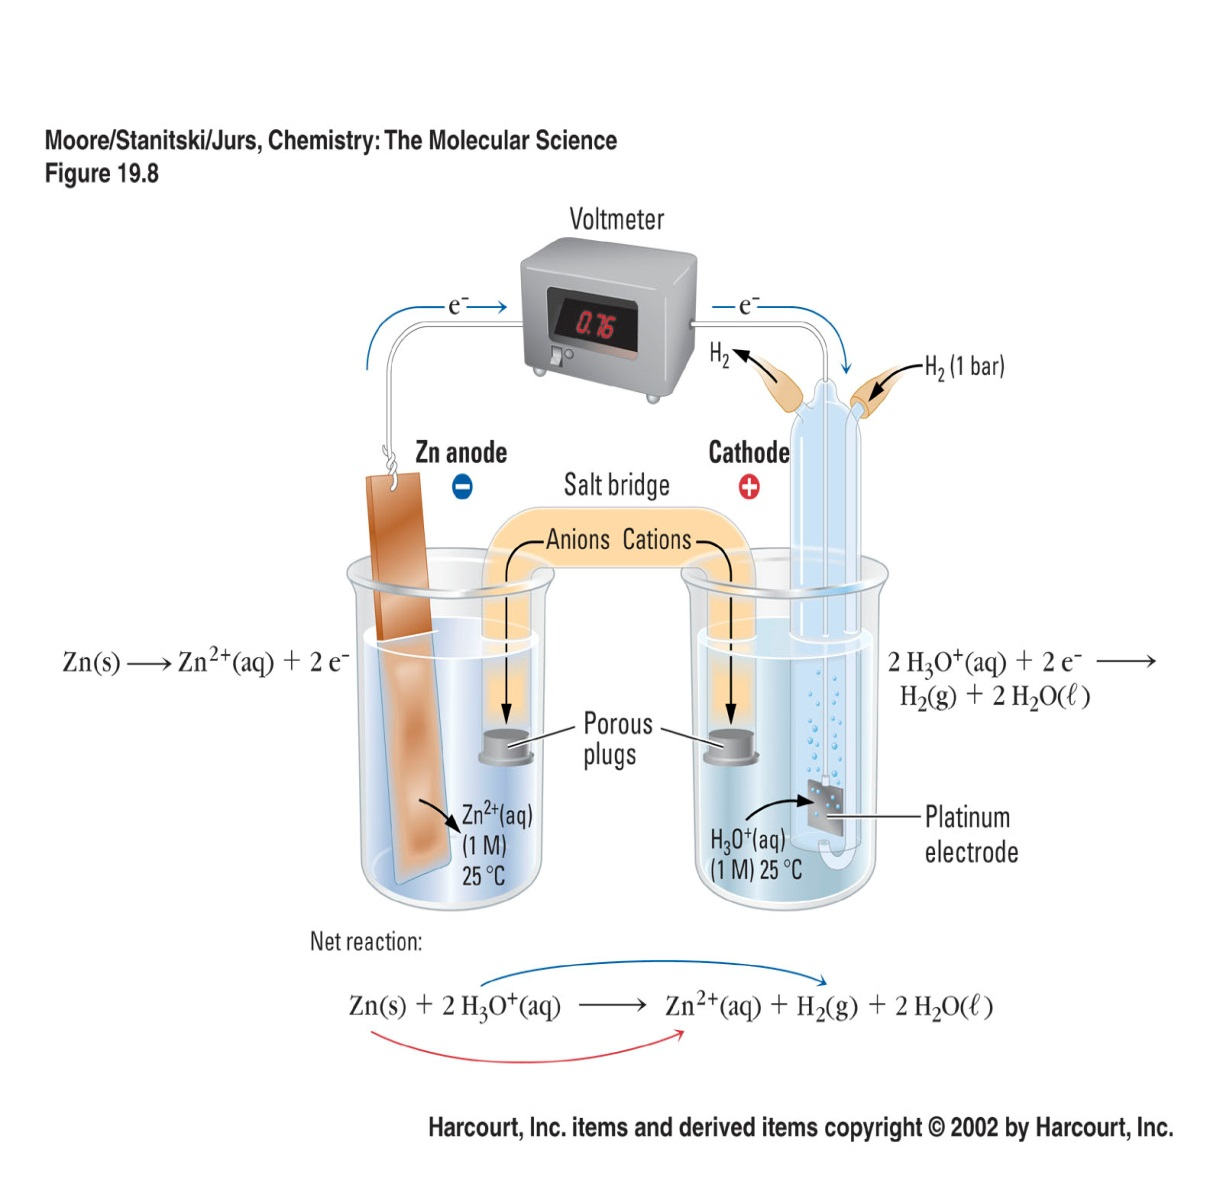 Moore/Stanitski/Jurs, Chemistry: The Molecular Science
Figure 19.8
Voltmeter
e⁻
e⁻
0.76
H₂
H₂ (1 bar)
Zn anode
−
Cathode
+
Salt bridge
Anions Cations
Zn(s) ⟶ Zn²⁺(aq) + 2 e⁻
2 H₃O⁺(aq) + 2 e⁻ ⟶
H₂(g) + 2 H₂O(ℓ)
Porous
plugs
Zn²⁺(aq)
(1 M)
25 °C
H₃O⁺(aq)
(1 M) 25 °C
Platinum
electrode
Net reaction:
Zn(s) + 2 H₃O⁺(aq) ⟶ Zn²⁺(aq) + H₂(g) + 2 H₂O(ℓ)
Harcourt, Inc. items and derived items copyright © 2002 by Harcourt, Inc.